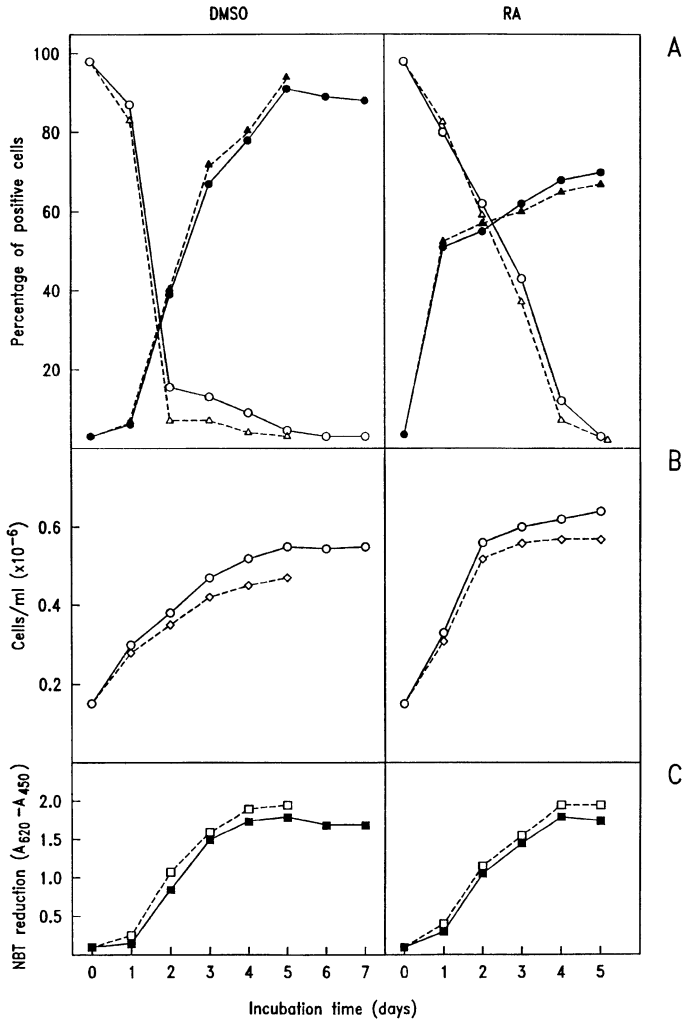 DMSO
RA
A
100
80
60
40
20
Percentage of positive cells
B
0.6
0.4
0.2
Cells/ml (x10⁻⁶)
C
2.0
1.5
1.0
0.5
NBT reduction (A₆₂₀ -A₄₅₀)
0 1 2 3 4 5 6 7
0 1 2 3 4 5
Incubation time (days)